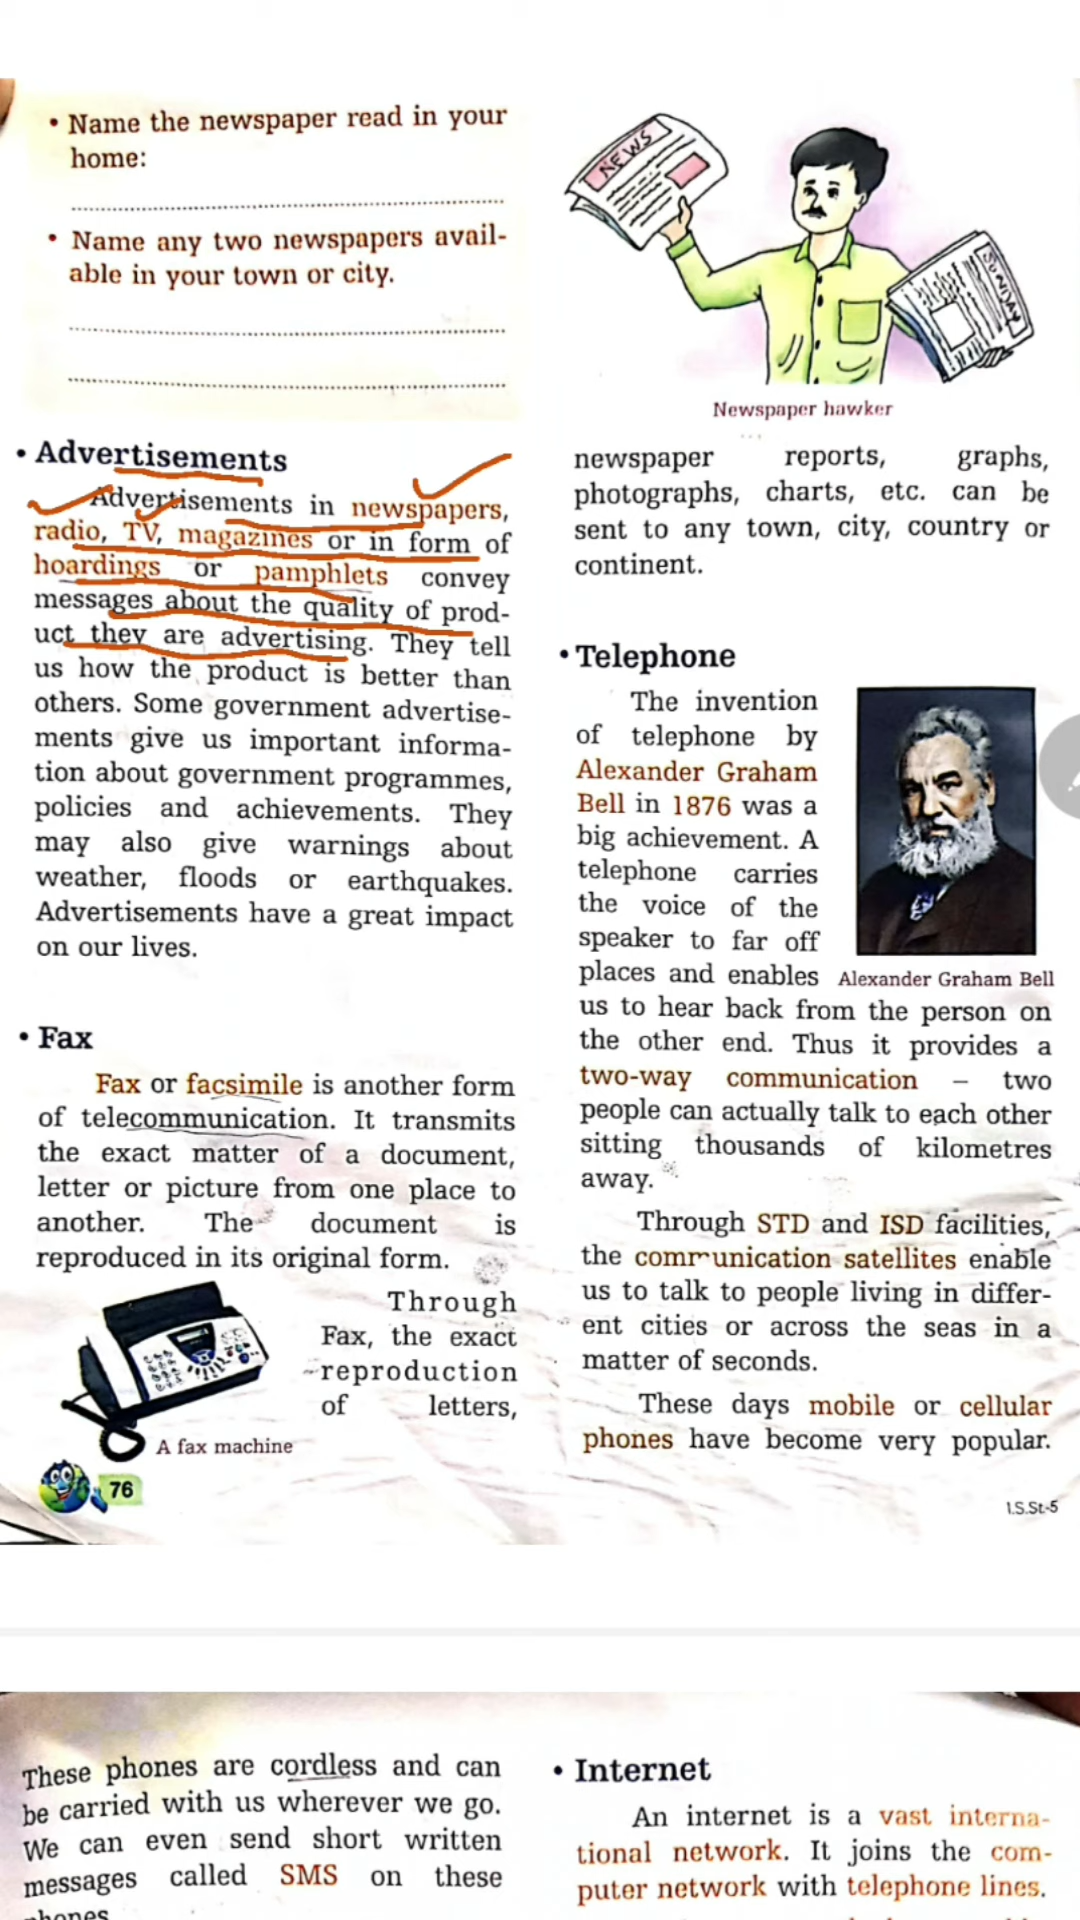 • Name the newspaper read in your
home:
• Name any two newspapers avail-
able in your town or city.
• Advertisements
Advertisements in newspapers,
radio, TV, magazines or in form of
hoardings or pamphlets convey
messages about the quality of prod-
uct they are advertising. They tell
us how the product is better than
others. Some government advertise-
ments give us important informa-
tion about government programmes,
policies and achievements. They
may also give warnings about
weather, floods or earthquakes.
Advertisements have a great impact
on our lives.
• Fax
Fax or facsimile is another form
of telecommunication. It transmits
the exact matter of a document,
letter or picture from one place to
another. The document is
reproduced in its original form.
Through
Fax, the exact
reproduction
of letters,
A fax machine
76
NEWS
SUNDAY
Newspaper hawker
newspaper reports, graphs,
photographs, charts, etc. can be
sent to any town, city, country or
continent.
• Telephone
The invention
of telephone by
Alexander Graham
Bell in 1876 was a
big achievement. A
telephone carries
the voice of the
speaker to far off
places and enables
Alexander Graham Bell
us to hear back from the person on
the other end. Thus it provides a
two-way communication – two
people can actually talk to each other
sitting thousands of kilometres
away.
Through STD and ISD facilities,
the communication satellites enable
us to talk to people living in differ-
ent cities or across the seas in a
matter of seconds.
These days mobile or cellular
phones have become very popular.
I.S.St-5
These phones are cordless and can
be carried with us wherever we go.
We can even send short written
messages called SMS on these
phones
• Internet
An internet is a vast interna-
tional network. It joins the com-
puter network with telephone lines.